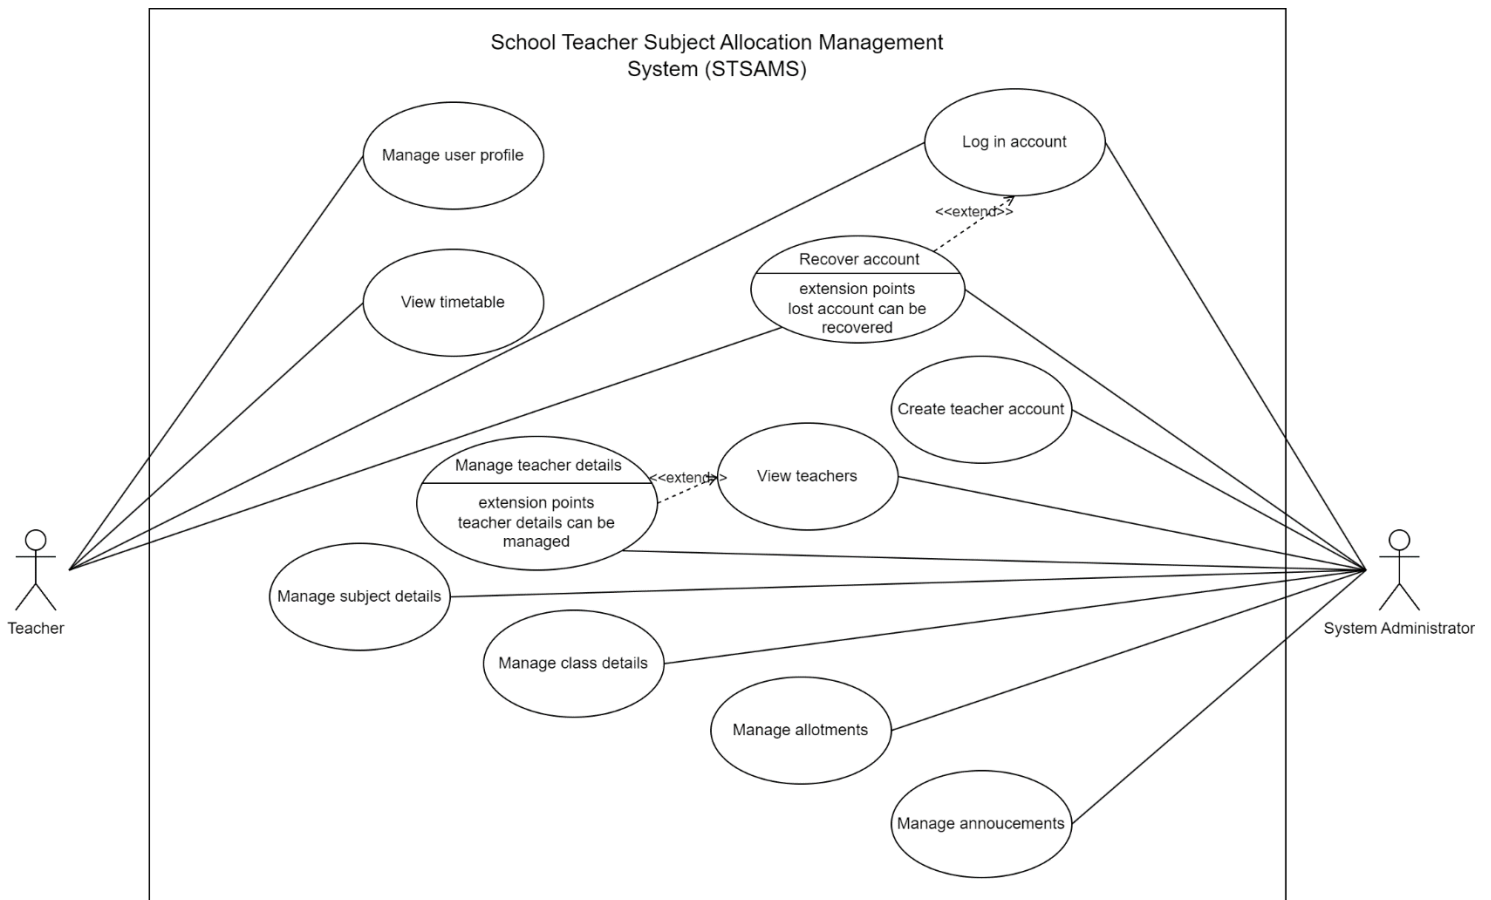 School Teacher Subject Allocation Management
System (STSAMS)
Manage user profile
Log in account
<<extend>>
Recover account
extension points
lost account can be
recovered
View timetable
Create teacher account
Manage teacher details
extension points
teacher details can be
managed
<<extend>>
View teachers
Manage subject details
Manage class details
Manage allotments
Manage annoucements
Teacher
System Administrator